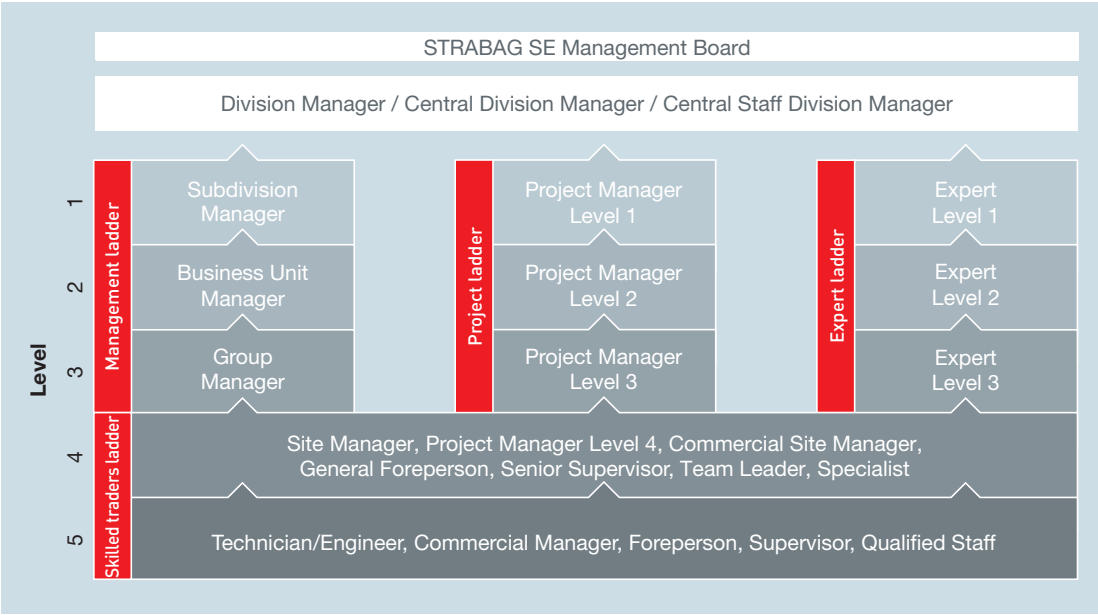 STRABAG SE Management Board
Division Manager / Central Division Manager / Central Staff Division Manager
Level
1
2
3
4
5
Management ladder
Subdivision
Manager
Business Unit
Manager
Group
Manager
Project ladder
Project Manager
Level 1
Project Manager
Level 2
Project Manager
Level 3
Expert ladder
Expert
Level 1
Expert
Level 2
Expert
Level 3
Skilled traders ladder
Site Manager, Project Manager Level 4, Commercial Site Manager,
General Foreperson, Senior Supervisor, Team Leader, Specialist
Technician/Engineer, Commercial Manager, Foreperson, Supervisor, Qualified Staff